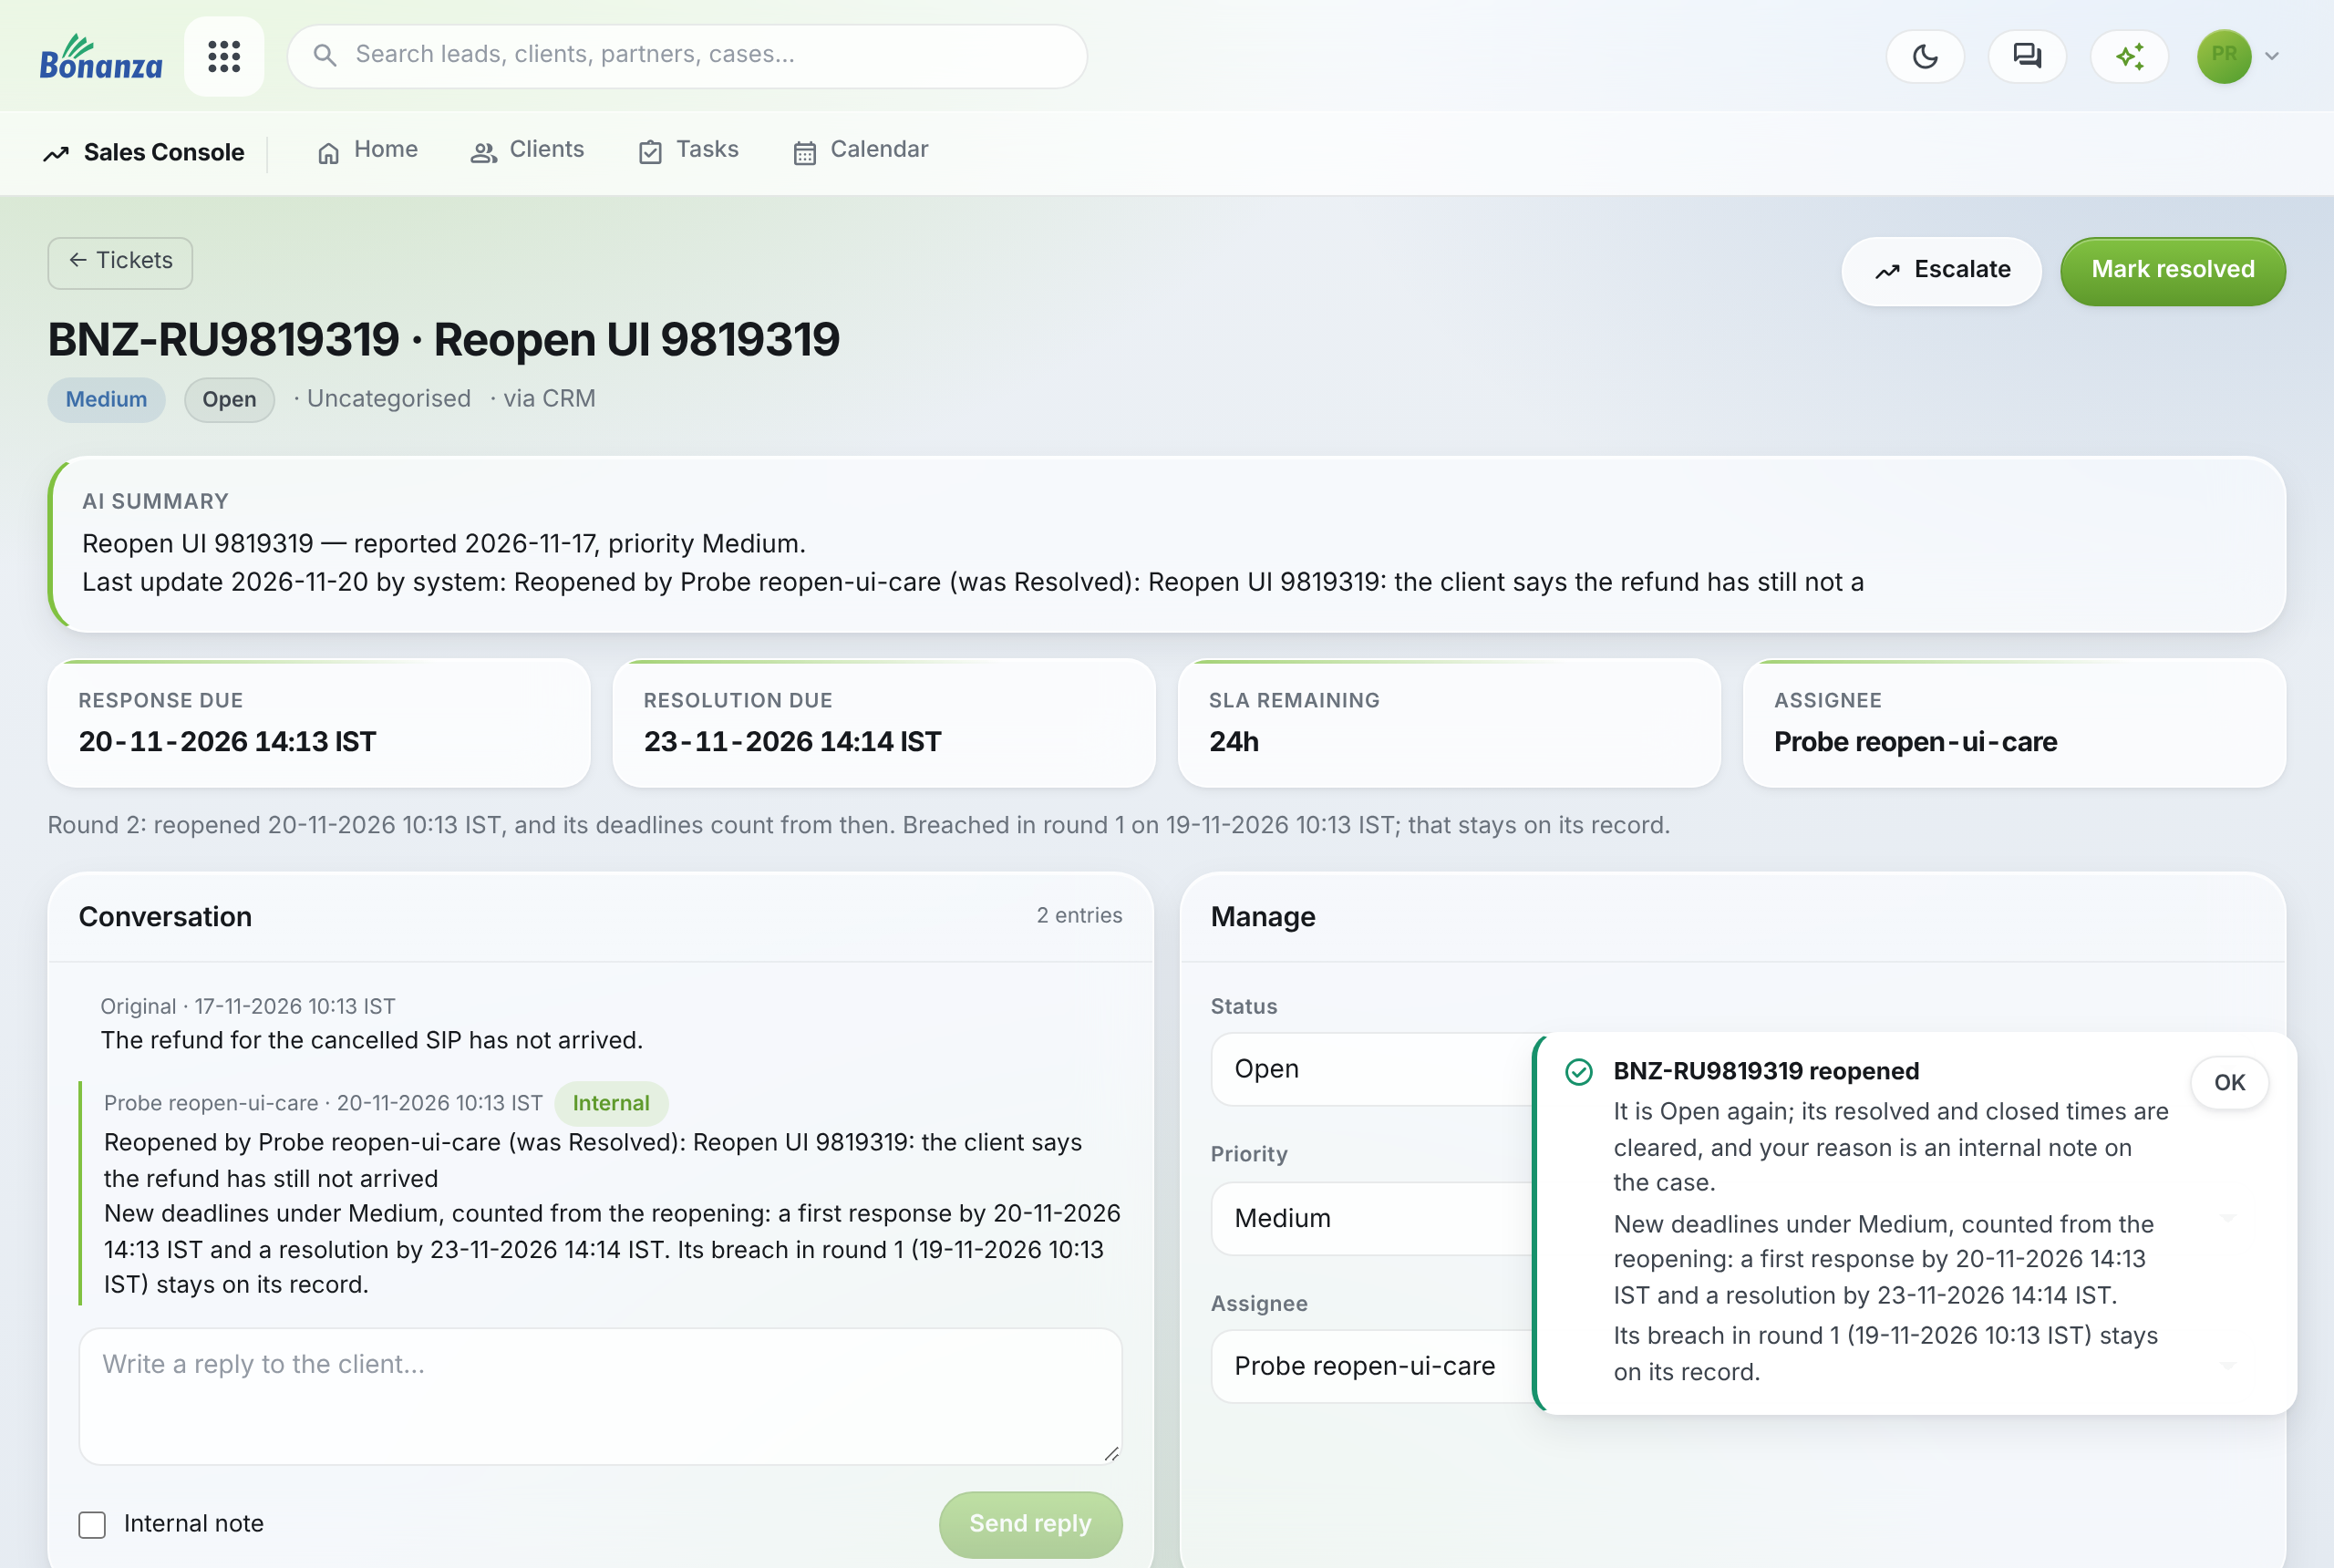 Bonanza
Search leads, clients, partners, cases...
PR
Sales Console
Home
Clients
Tasks
Calendar
← Tickets
Escalate
Mark resolved
BNZ-RU9819319 · Reopen UI 9819319
Medium
Open
· Uncategorised
· via CRM
AI SUMMARY
Reopen UI 9819319 — reported 2026-11-17, priority Medium.
Last update 2026-11-20 by system: Reopened by Probe reopen-ui-care (was Resolved): Reopen UI 9819319: the client says the refund has still not a
RESPONSE DUE
20-11-2026 14:13 IST
RESOLUTION DUE
23-11-2026 14:14 IST
SLA REMAINING
24h
ASSIGNEE
Probe reopen-ui-care
Round 2: reopened 20-11-2026 10:13 IST, and its deadlines count from then. Breached in round 1 on 19-11-2026 10:13 IST; that stays on its record.
Conversation
2 entries
Original · 17-11-2026 10:13 IST
The refund for the cancelled SIP has not arrived.
Probe reopen-ui-care · 20-11-2026 10:13 IST
Internal
Reopened by Probe reopen-ui-care (was Resolved): Reopen UI 9819319: the client says
the refund has still not arrived
New deadlines under Medium, counted from the reopening: a first response by 20-11-2026
14:13 IST and a resolution by 23-11-2026 14:14 IST. Its breach in round 1 (19-11-2026 10:13
IST) stays on its record.
Write a reply to the client...
Internal note
Send reply
Manage
Status
Open
Priority
Medium
Assignee
Probe reopen-ui-care
BNZ-RU9819319 reopened
OK
It is Open again; its resolved and closed times are
cleared, and your reason is an internal note on
the case.
New deadlines under Medium, counted from the
reopening: a first response by 20-11-2026 14:13
IST and a resolution by 23-11-2026 14:14 IST.
Its breach in round 1 (19-11-2026 10:13 IST) stays
on its record.